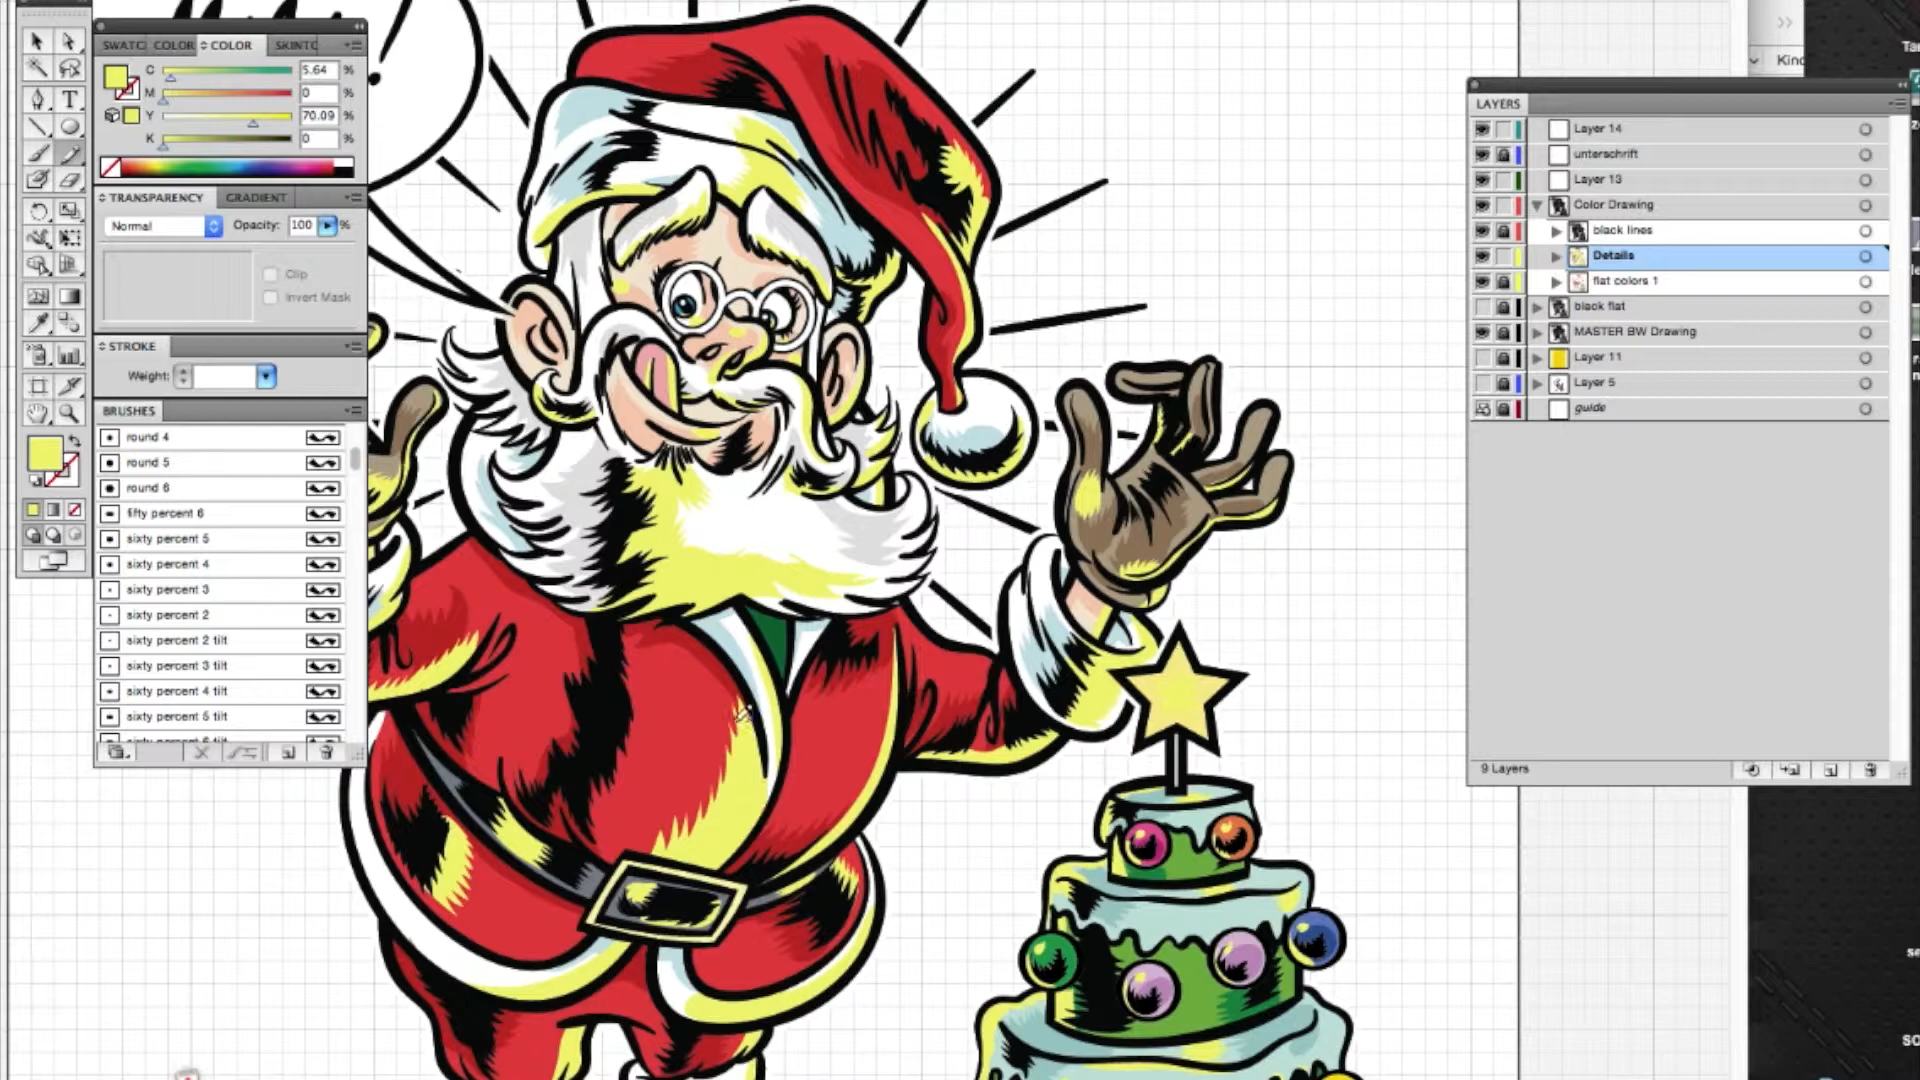 SWATC COLOR COLOR SKINTC
C 5.64 %
M 0 %
Y 70.09 %
K 0 %
TRANSPARENCY GRADIENT
Normal Opacity: 100 %
Clip
Invert Mask
STROKE
Weight:
BRUSHES
round 4
round 5
round 6
fifty percent 6
sixty percent 5
sixty percent 4
sixty percent 3
sixty percent 2
sixty percent 2 tilt
sixty percent 3 tilt
sixty percent 4 tilt
sixty percent 5 tilt
Kind
LAYERS
Layer 14
unterschrift
Layer 13
Color Drawing
black lines
Details
flat colors 1
black flat
MASTER BW Drawing
Layer 11
Layer 5
guide
9 Layers